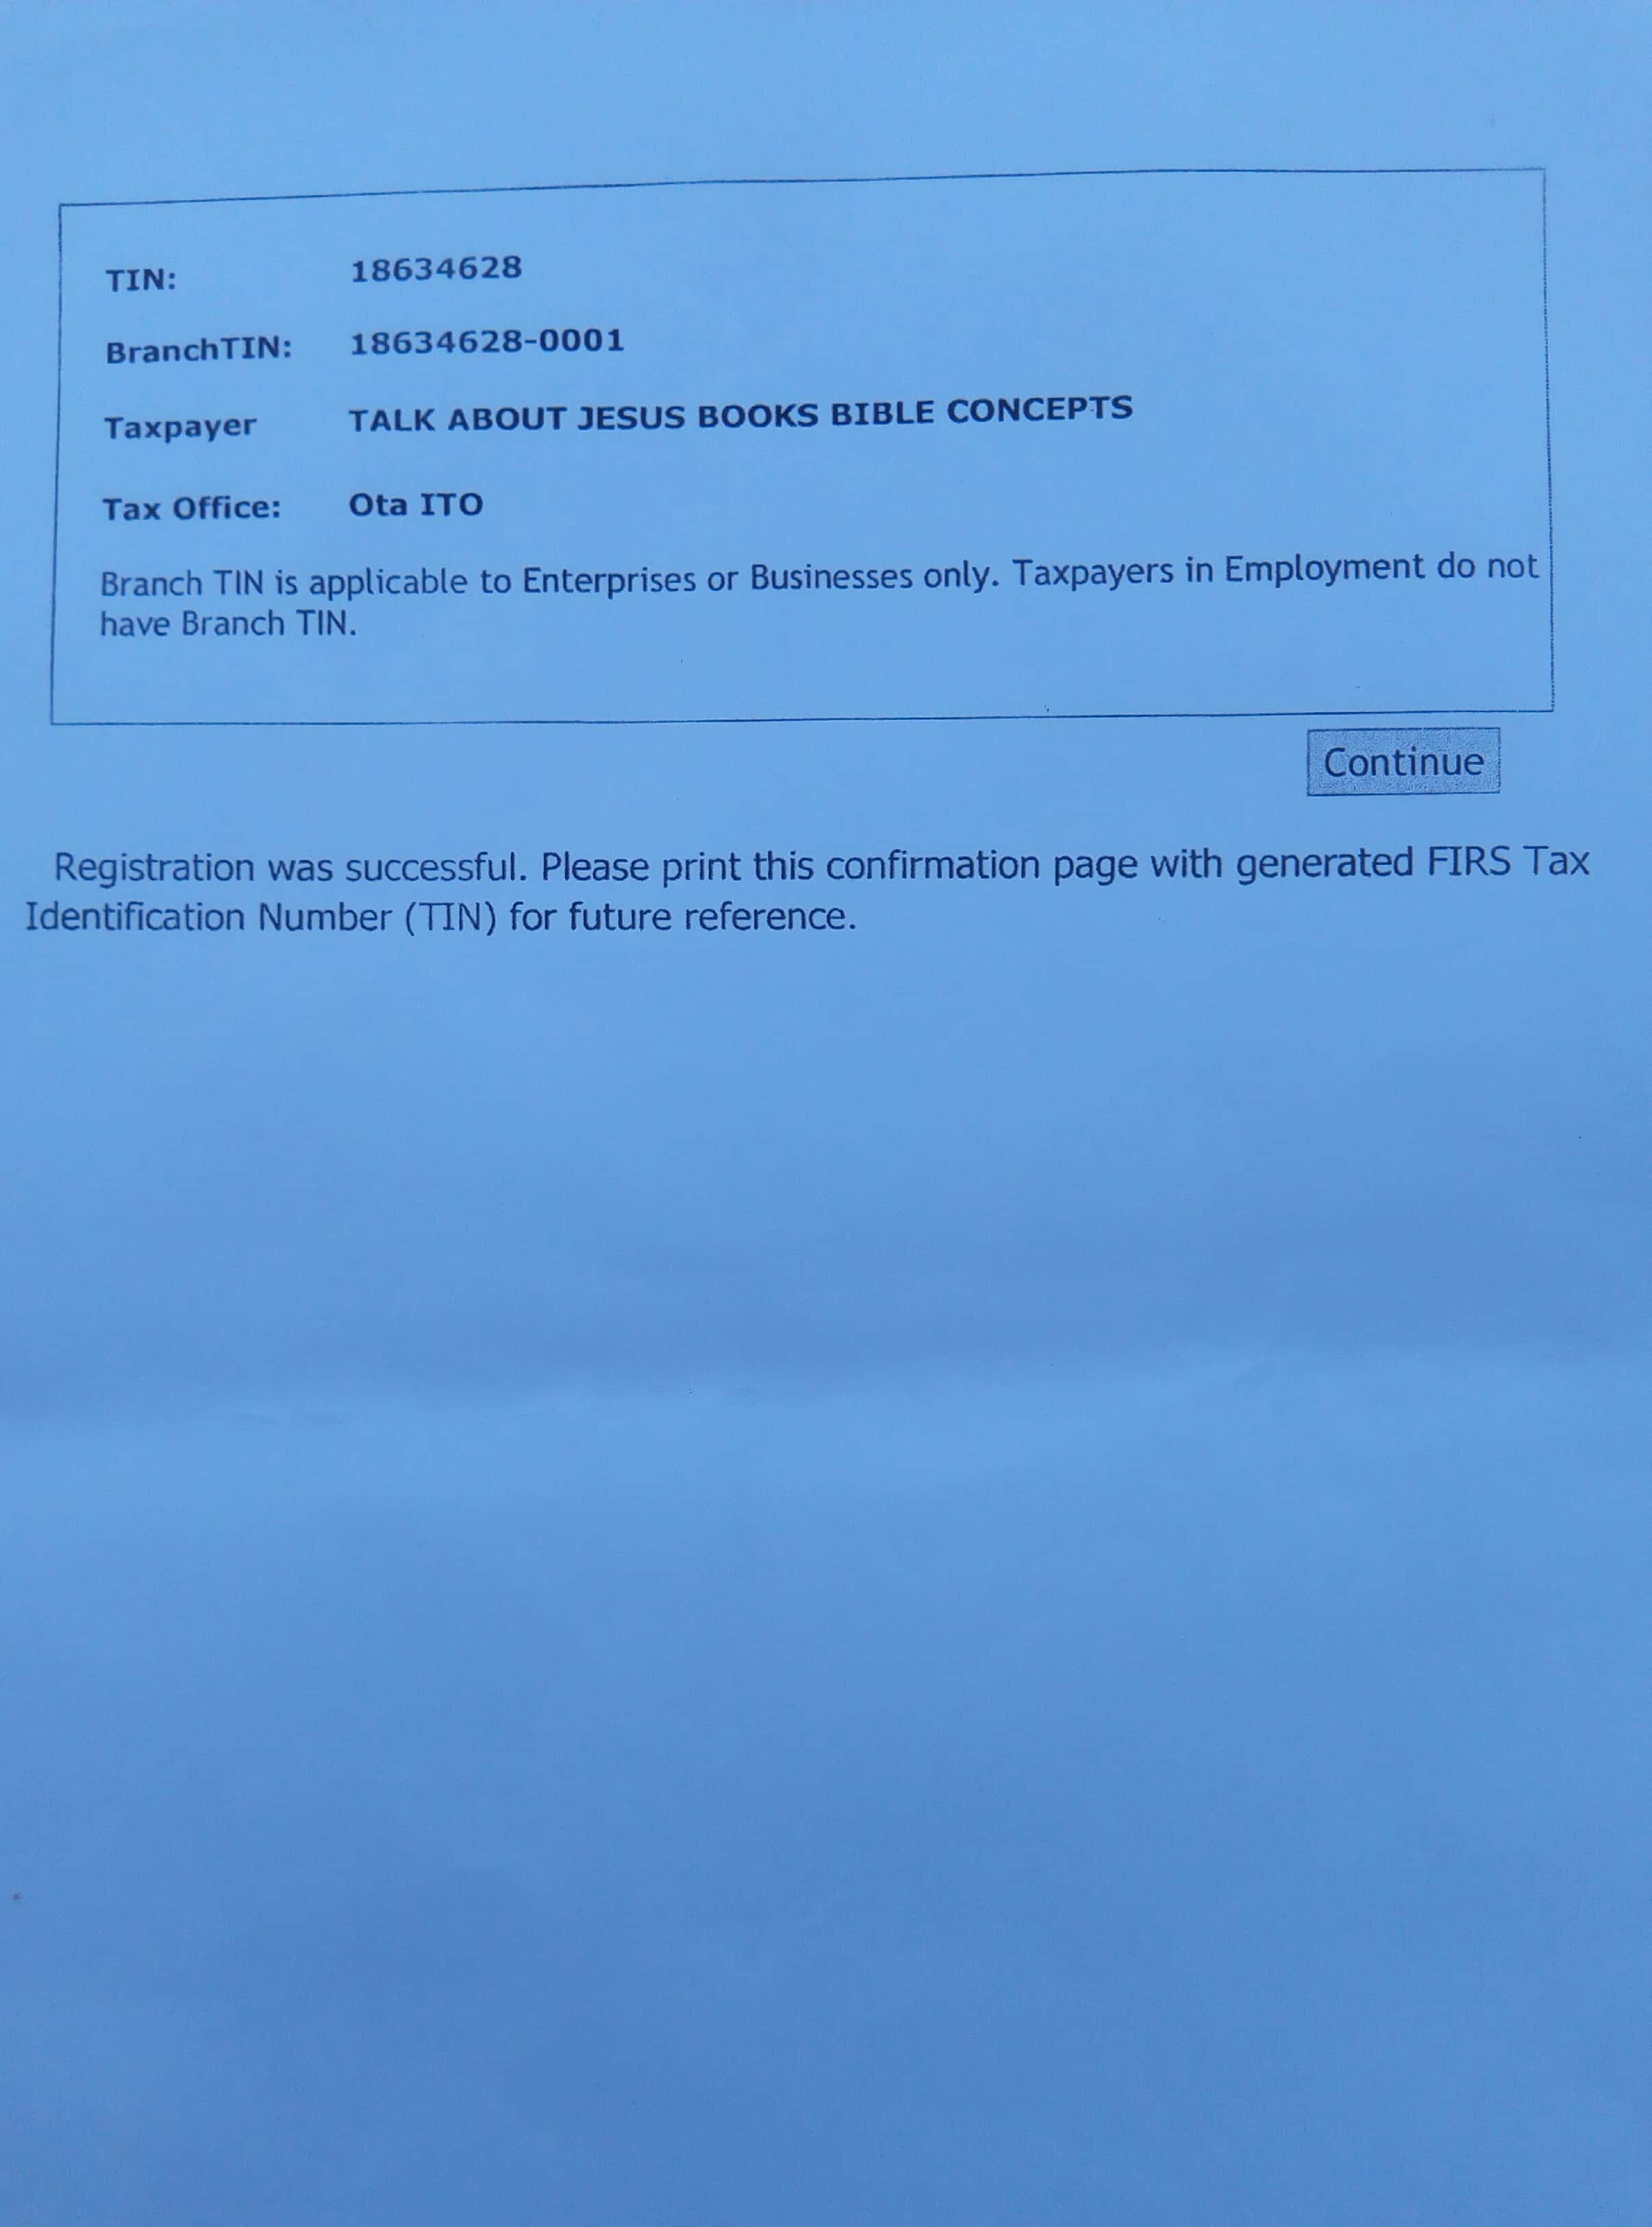 TIN: 18634628
BranchTIN: 18634628-0001
Taxpayer TALK ABOUT JESUS BOOKS BIBLE CONCEPTS
Tax Office: Ota ITO
Branch TIN is applicable to Enterprises or Businesses only. Taxpayers in Employment do not
have Branch TIN.
Continue
Registration was successful. Please print this confirmation page with generated FIRS Tax
Identification Number (TIN) for future reference.